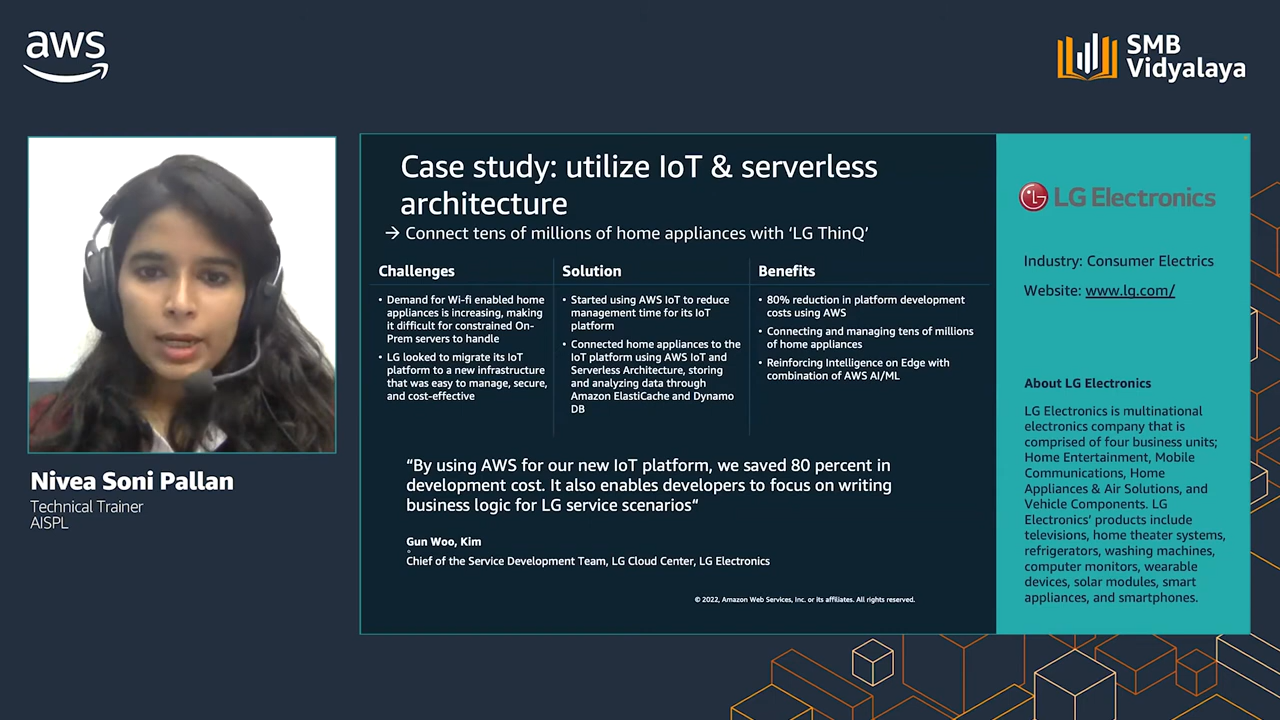 aws
SMB
Vidyalaya
Case study: utilize IoT & serverless
architecture
→ Connect tens of millions of home appliances with ‘LG ThinQ’
Challenges
• Demand for Wi-fi enabled home
appliances is increasing, making
it difficult for constrained On-
Prem servers to handle
• LG looked to migrate its IoT
platform to a new infrastructure
that was easy to manage, secure,
and cost-effective
Solution
• Started using AWS IoT to reduce
management time for its IoT
platform
• Connected home appliances to the
IoT platform using AWS IoT and
Serverless Architecture, storing
and analyzing data through
Amazon ElastiCache and Dynamo
DB
Benefits
• 80% reduction in platform development
costs using AWS
• Connecting and managing tens of millions
of home appliances
• Reinforcing Intelligence on Edge with
combination of AWS AI/ML
“By using AWS for our new IoT platform, we saved 80 percent in
development cost. It also enables developers to focus on writing
business logic for LG service scenarios“
Gun Woo, Kim
Chief of the Service Development Team, LG Cloud Center, LG Electronics
© 2022, Amazon Web Services, Inc. or its affiliates. All rights reserved.
LG Electronics
Industry: Consumer Electrics
Website: www.lg.com/
About LG Electronics
LG Electronics is multinational
electronics company that is
comprised of four business units;
Home Entertainment, Mobile
Communications, Home
Appliances & Air Solutions, and
Vehicle Components. LG
Electronics’ products include
televisions, home theater systems,
refrigerators, washing machines,
computer monitors, wearable
devices, solar modules, smart
appliances, and smartphones.
Nivea Soni Pallan
Technical Trainer
AISPL